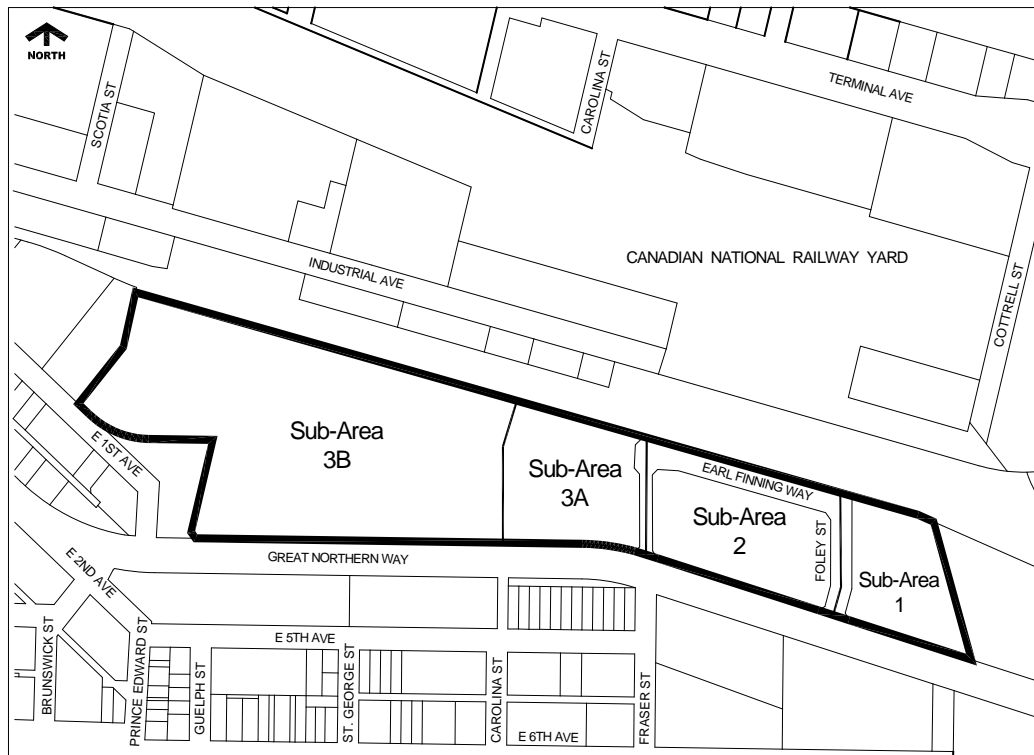 NORTH
SCOTIA ST
CAROLINA ST
TERMINAL AVE
CANADIAN NATIONAL RAILWAY YARD
INDUSTRIAL AVE
COTTRELL ST
E 1ST AVE
Sub-Area
3B
Sub-Area
3A
EARL FINNING WAY
Sub-Area
2
FOLEY ST
Sub-Area
1
GREAT NORTHERN WAY
E 2ND AVE
E 5TH AVE
BRUNSWICK ST
PRINCE EDWARD ST
GUELPH ST
ST. GEORGE ST
CAROLINA ST
FRASER ST
E 6TH AVE